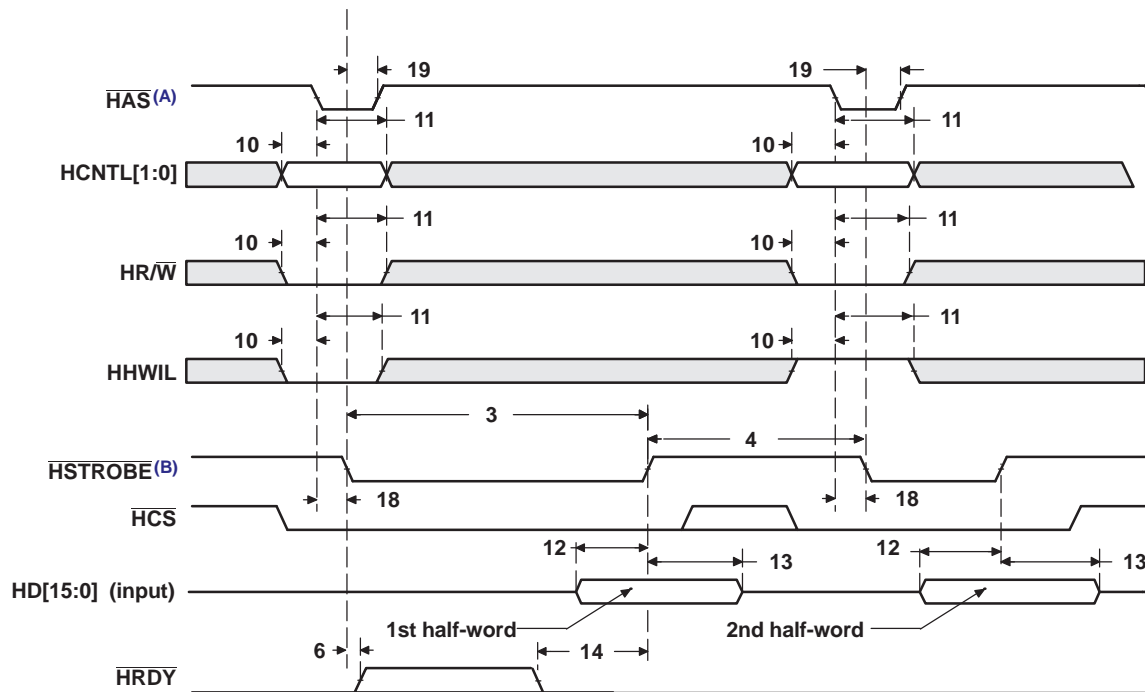 19 19
HAS(A)
11 11
10 10
HCNTL[1:0]
11 11
10 10
HR/W
11 11
10 10
HHWIL
3
4
HSTROBE(B)
18 18
HCS
12 12
13 13
HD[15:0] (input)
1st half-word 2nd half-word
6 14
HRDY